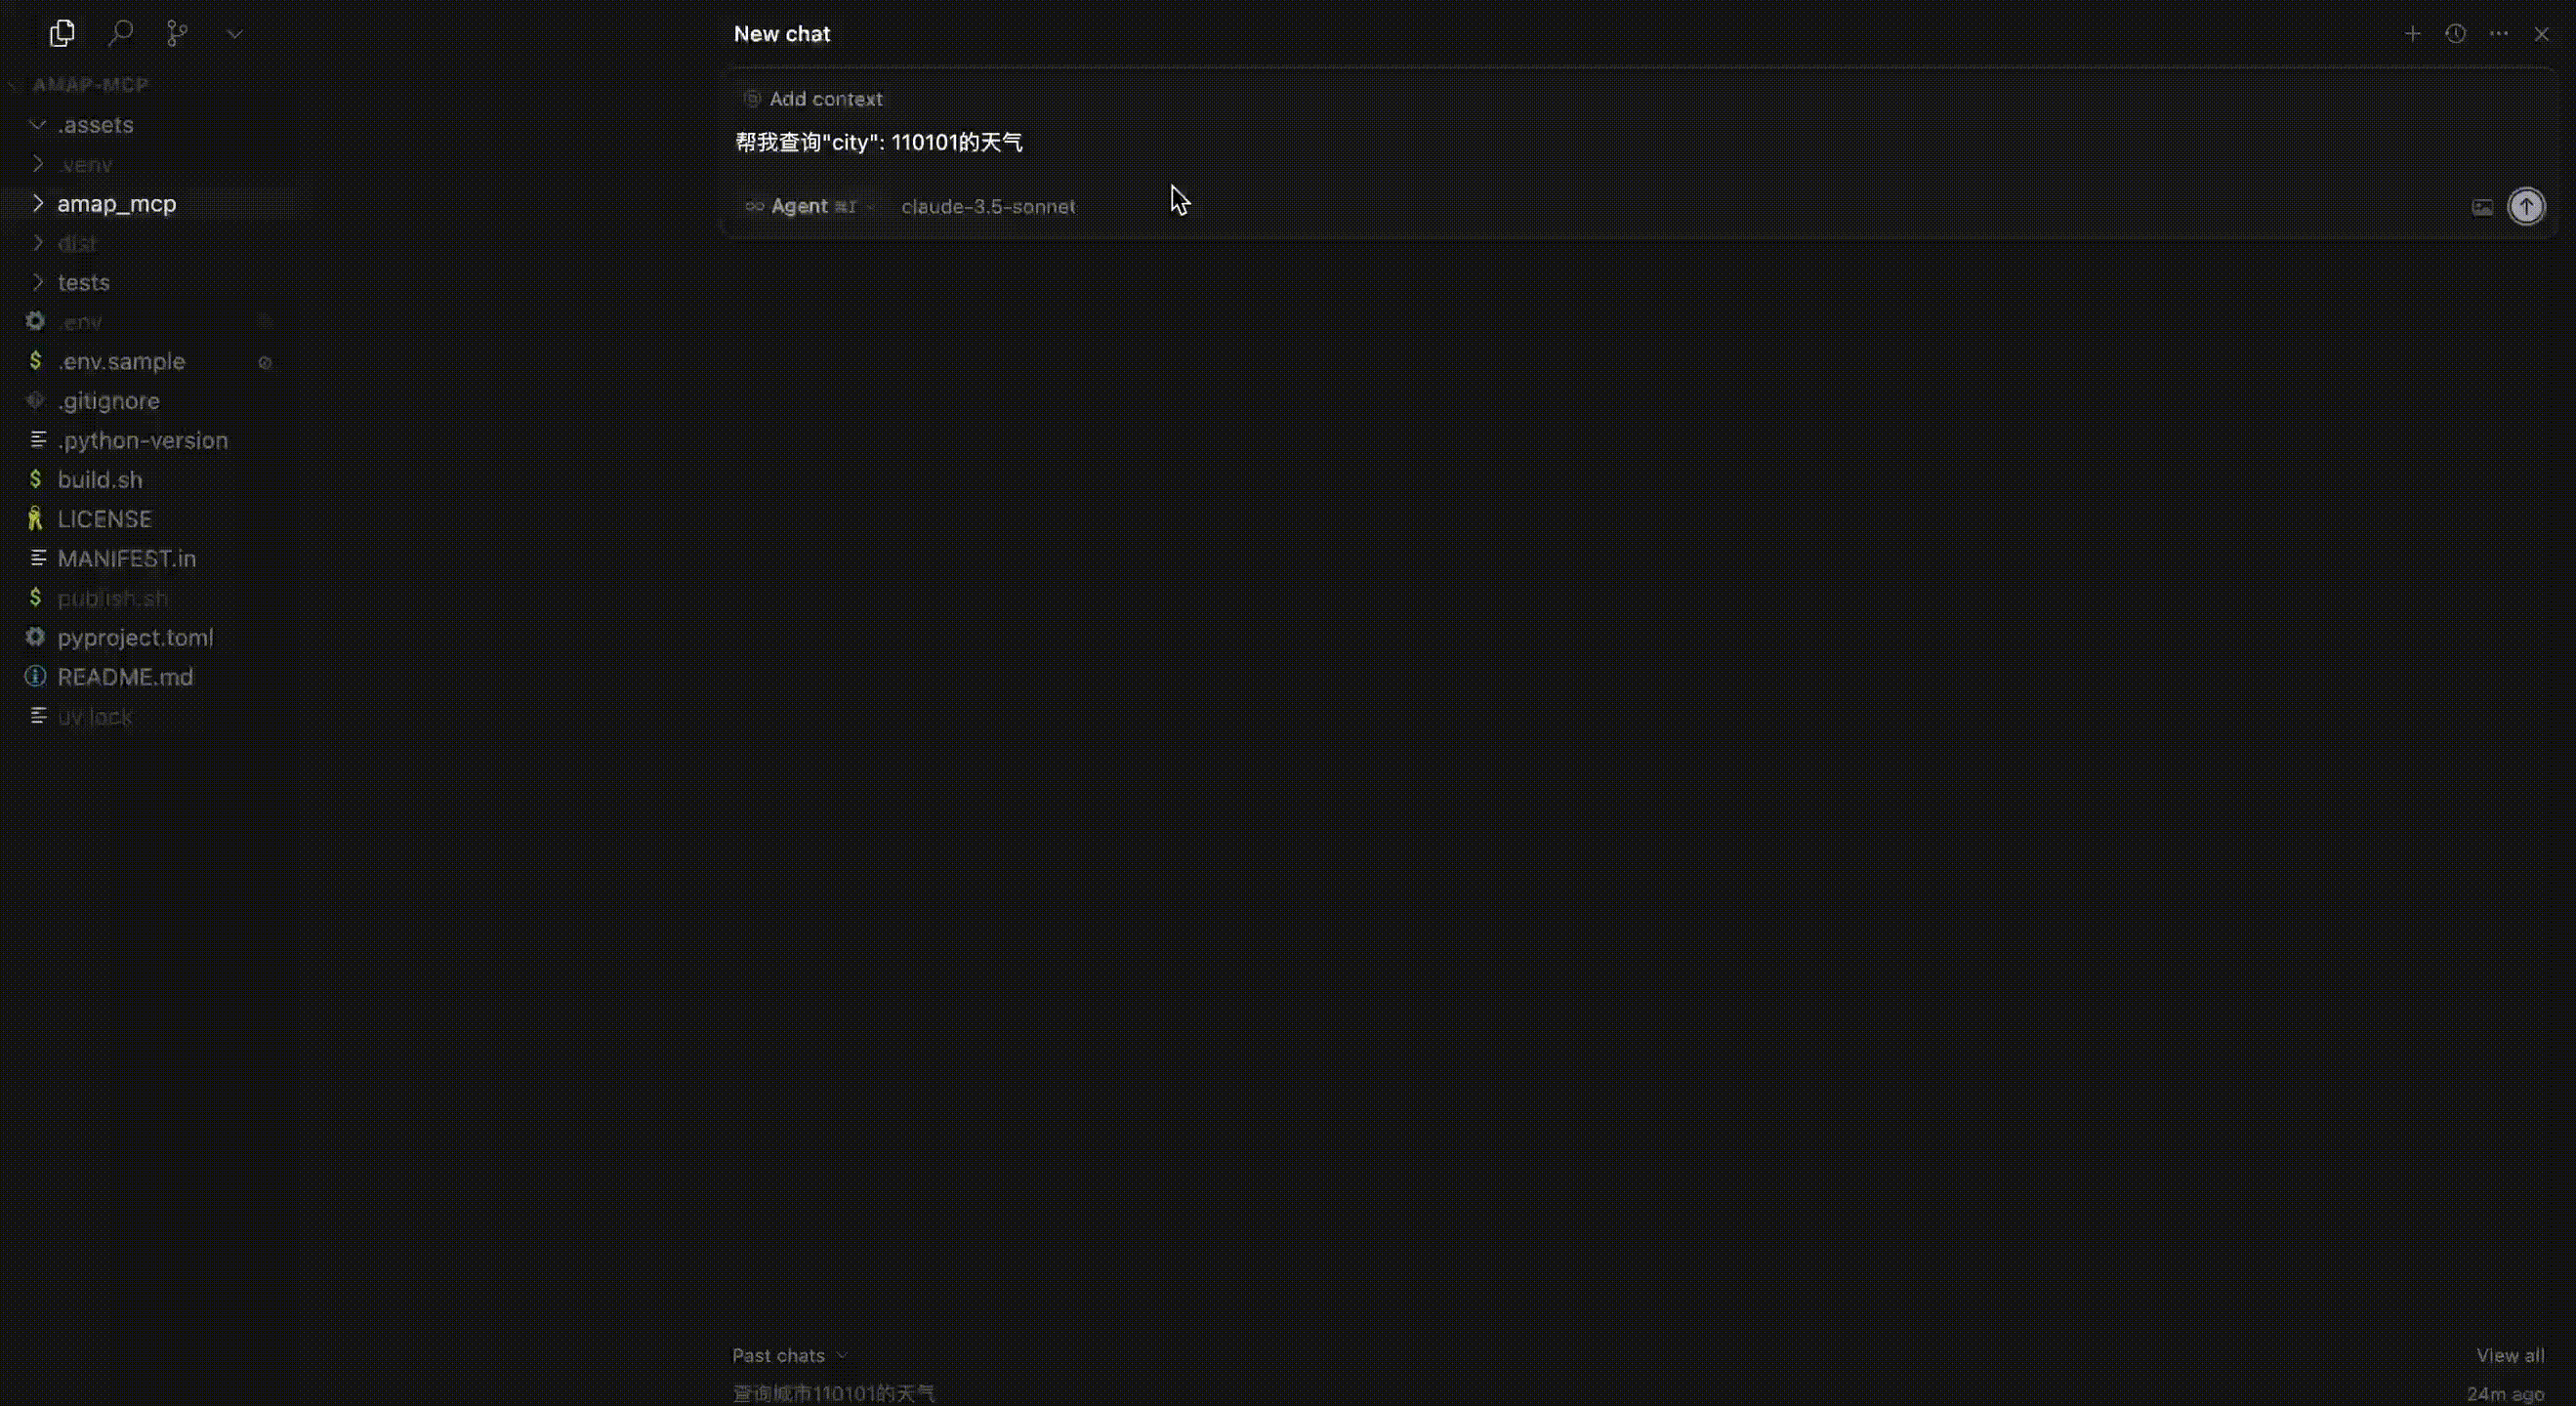 New chat
AMAP-MCP
.assets
.venv
amap_mcp
dist
tests
.env
.env.sample
.gitignore
.python-version
build.sh
LICENSE
MANIFEST.in
publish.sh
pyproject.toml
README.md
uv.lock
Add context
帮我查询"city": 110101的天气
Agent ⌘I claude-3.5-sonnet
Past chats
View all
查询城市110101的天气
24m ago